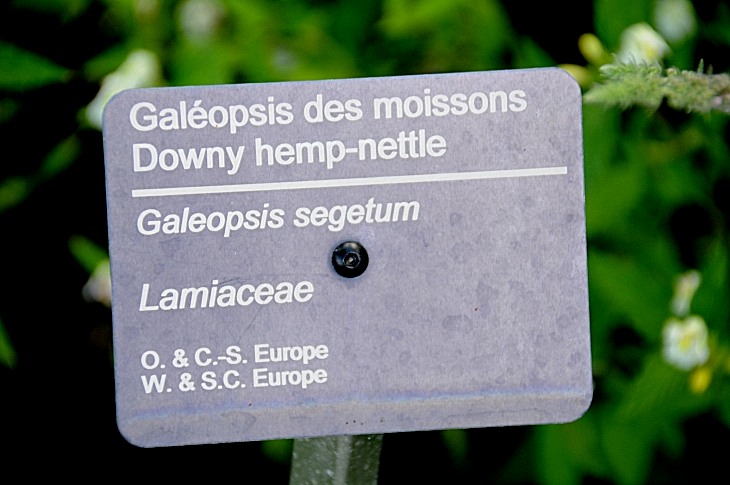 Galéopsis des moissons
Downy hemp-nettle
Galeopsis segetum
Lamiaceae
O. & C.-S. Europe
W. & S.C. Europe